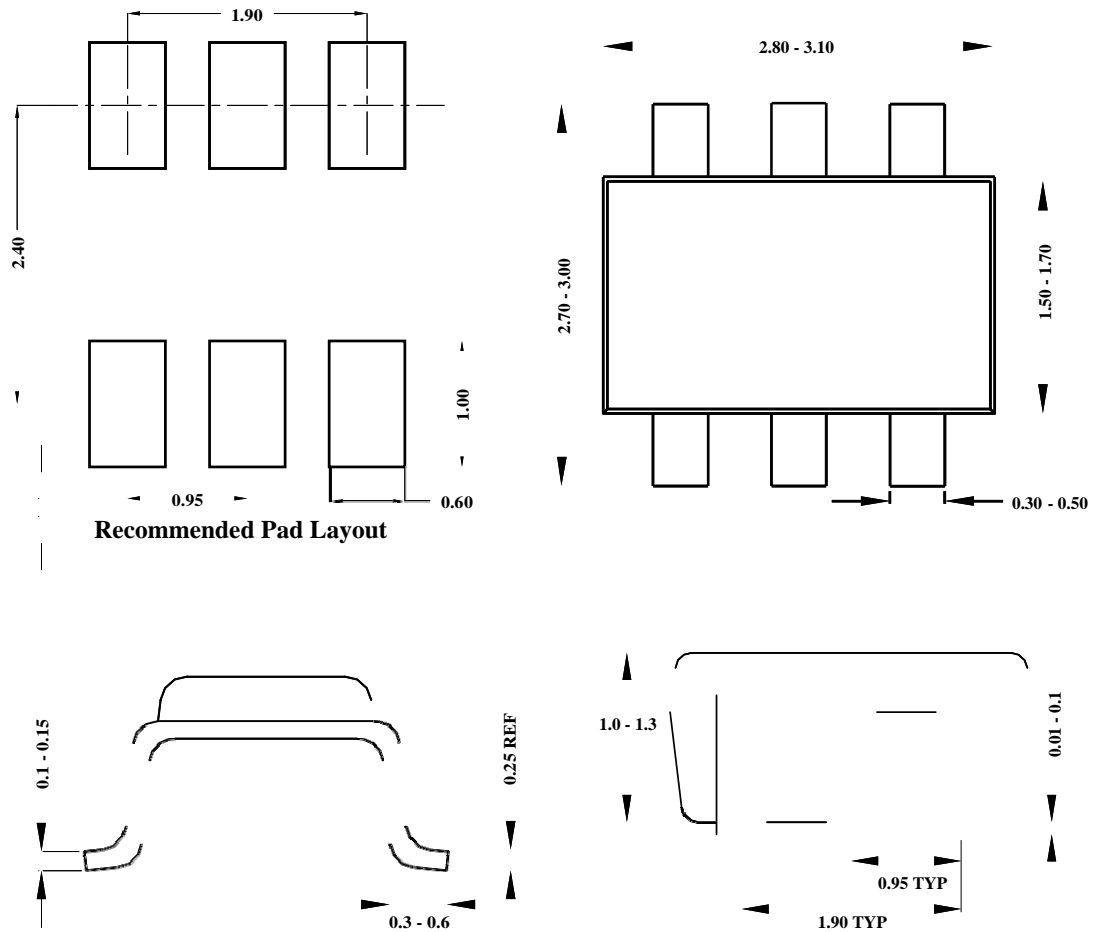 1.90
2.80 - 3.10
2.40
2.70 - 3.00
1.50 - 1.70
1.00
0.95
0.60
0.30 - 0.50
Recommended Pad Layout
0.1 - 0.15
0.25 REF
1.0 - 1.3
0.01 - 0.1
0.3 - 0.6
0.95 TYP
1.90 TYP